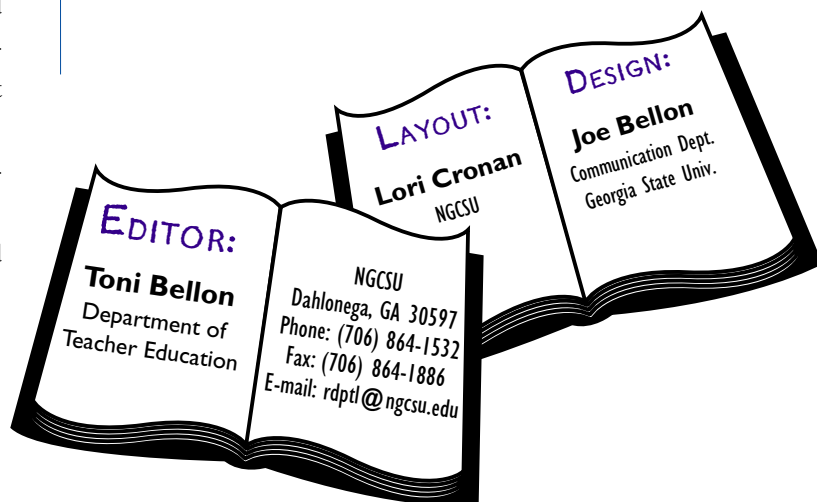 EDITOR:
Toni Bellon
Department of
Teacher Education
NGCSU
Dahlonega, GA 30597
Phone: (706) 864-1532
Fax: (706) 864-1886
E-mail: rdptl@ngcsu.edu
LAYOUT:
Lori Cronan
NGCSU
DESIGN:
Joe Bellon
Communication Dept.
Georgia State Univ.